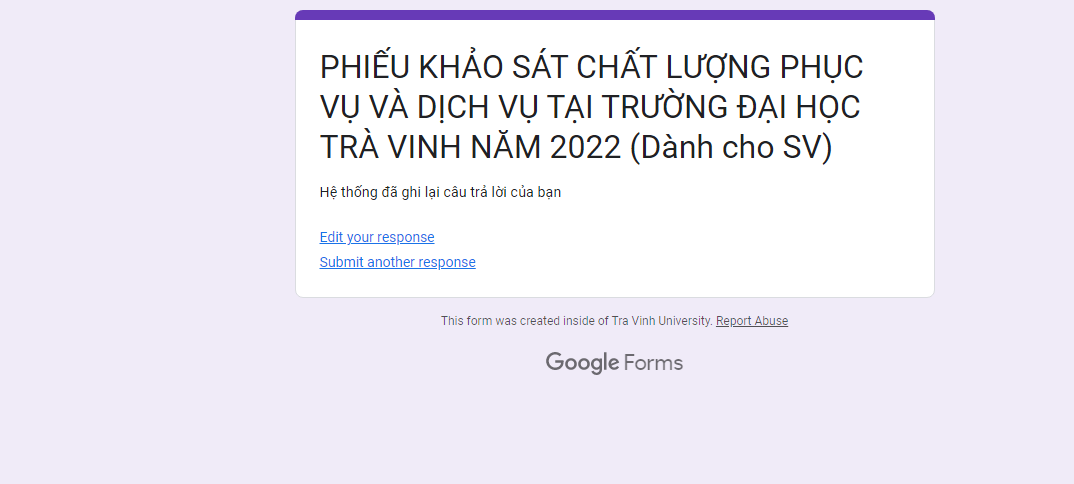 PHIẾU KHẢO SÁT CHẤT LƯỢNG PHỤC
VỤ VÀ DỊCH VỤ TẠI TRƯỜNG ĐẠI HỌC
TRÀ VINH NĂM 2022 (Dành cho SV)
Hệ thống đã ghi lại câu trả lời của bạn
Edit your response
Submit another response
This form was created inside of Tra Vinh University. Report Abuse
Google Forms